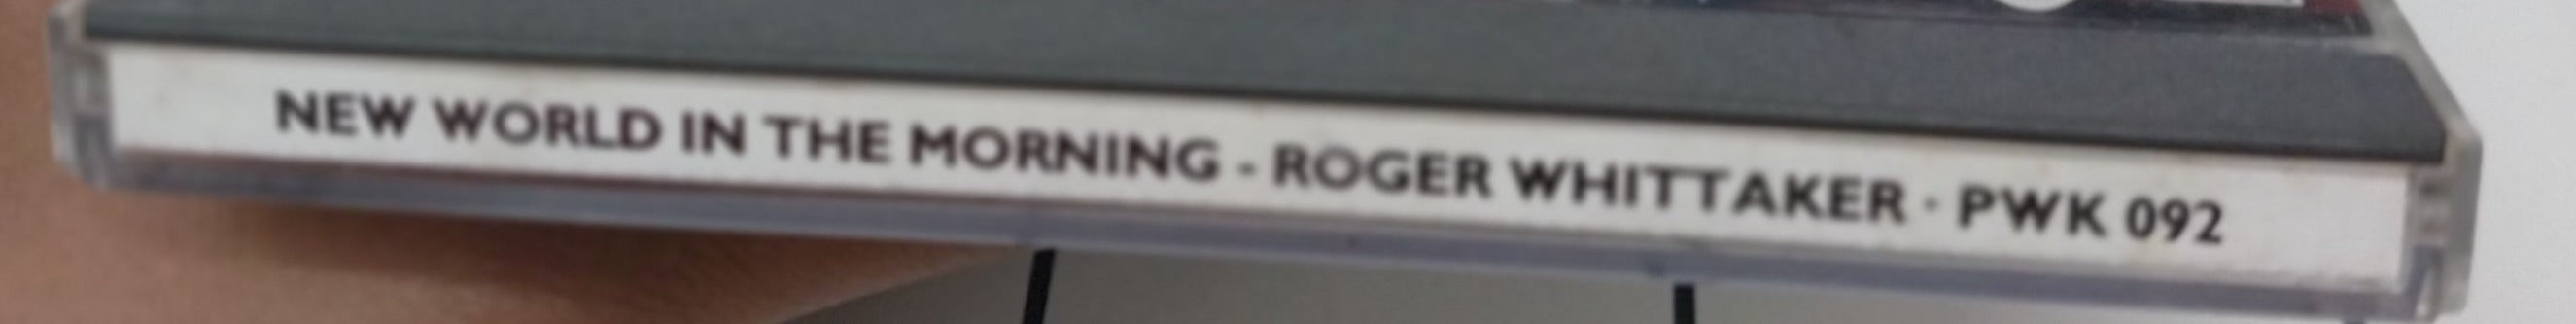 NEW WORLD IN THE MORNING - ROGER WHITTAKER · PWK 092